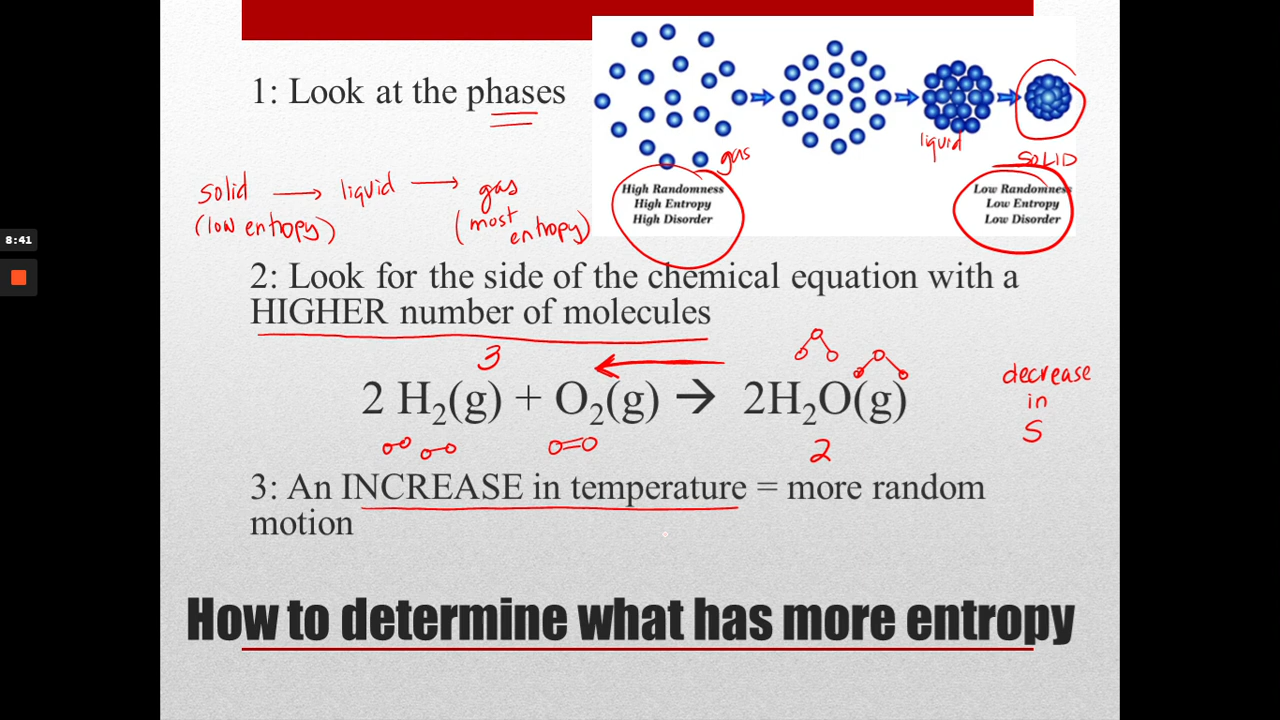 1: Look at the phases
gas
liquid
SOLID
High Randomness
High Entropy
High Disorder
Low Randomness
Low Entropy
Low Disorder
solid → liquid → gas
(low entropy)
(most entropy)
8:41
2: Look for the side of the chemical equation with a
HIGHER number of molecules
3
2 H₂(g) + O₂(g) → 2H₂O(g)
2
decrease
in
S
3: An INCREASE in temperature = more random
motion
How to determine what has more entropy